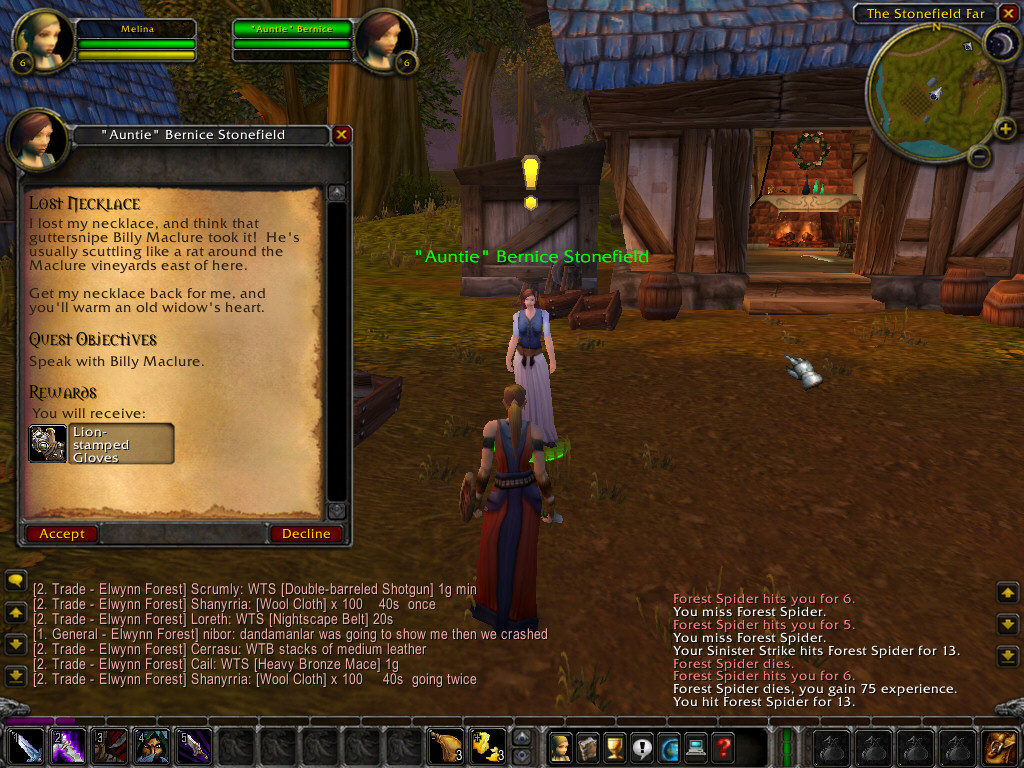 Melina
6
"Auntie" Bernice
6
The Stonefield Far
N
"Auntie" Bernice Stonefield
Lost Necklace
I lost my necklace, and think that
guttersnipe Billy Maclure took it! He's
usually scuttling like a rat around the
Maclure vineyards east of here.
Get my necklace back for me, and
you'll warm an old widow's heart.
Quest Objectives
Speak with Billy Maclure.
Rewards
You will receive:
Lion-
stamped
Gloves
Accept
Decline
"Auntie" Bernice Stonefield
[2. Trade - Elwynn Forest] Scrumly: WTS [Double-barreled Shotgun] 1g min
[2. Trade - Elwynn Forest] Shanyrria: [Wool Cloth] x 100 40s once
[2. Trade - Elwynn Forest] Loreth: WTS [Nightscape Belt] 20s
[1. General - Elwynn Forest] nibor: dandamanlar was going to show me then we crashed
[2. Trade - Elwynn Forest] Cerrasu: WTB stacks of medium leather
[2. Trade - Elwynn Forest] Cail: WTS [Heavy Bronze Mace] 1g
[2. Trade - Elwynn Forest] Shanyrria: [Wool Cloth] x 100 40s going twice
Forest Spider hits you for 6.
You miss Forest Spider.
Forest Spider hits you for 5.
You miss Forest Spider.
Your Sinister Strike hits Forest Spider for 13.
Forest Spider dies.
Forest Spider hits you for 6.
Forest Spider dies, you gain 75 experience.
You hit Forest Spider for 13.
2 3 4 5 3 3